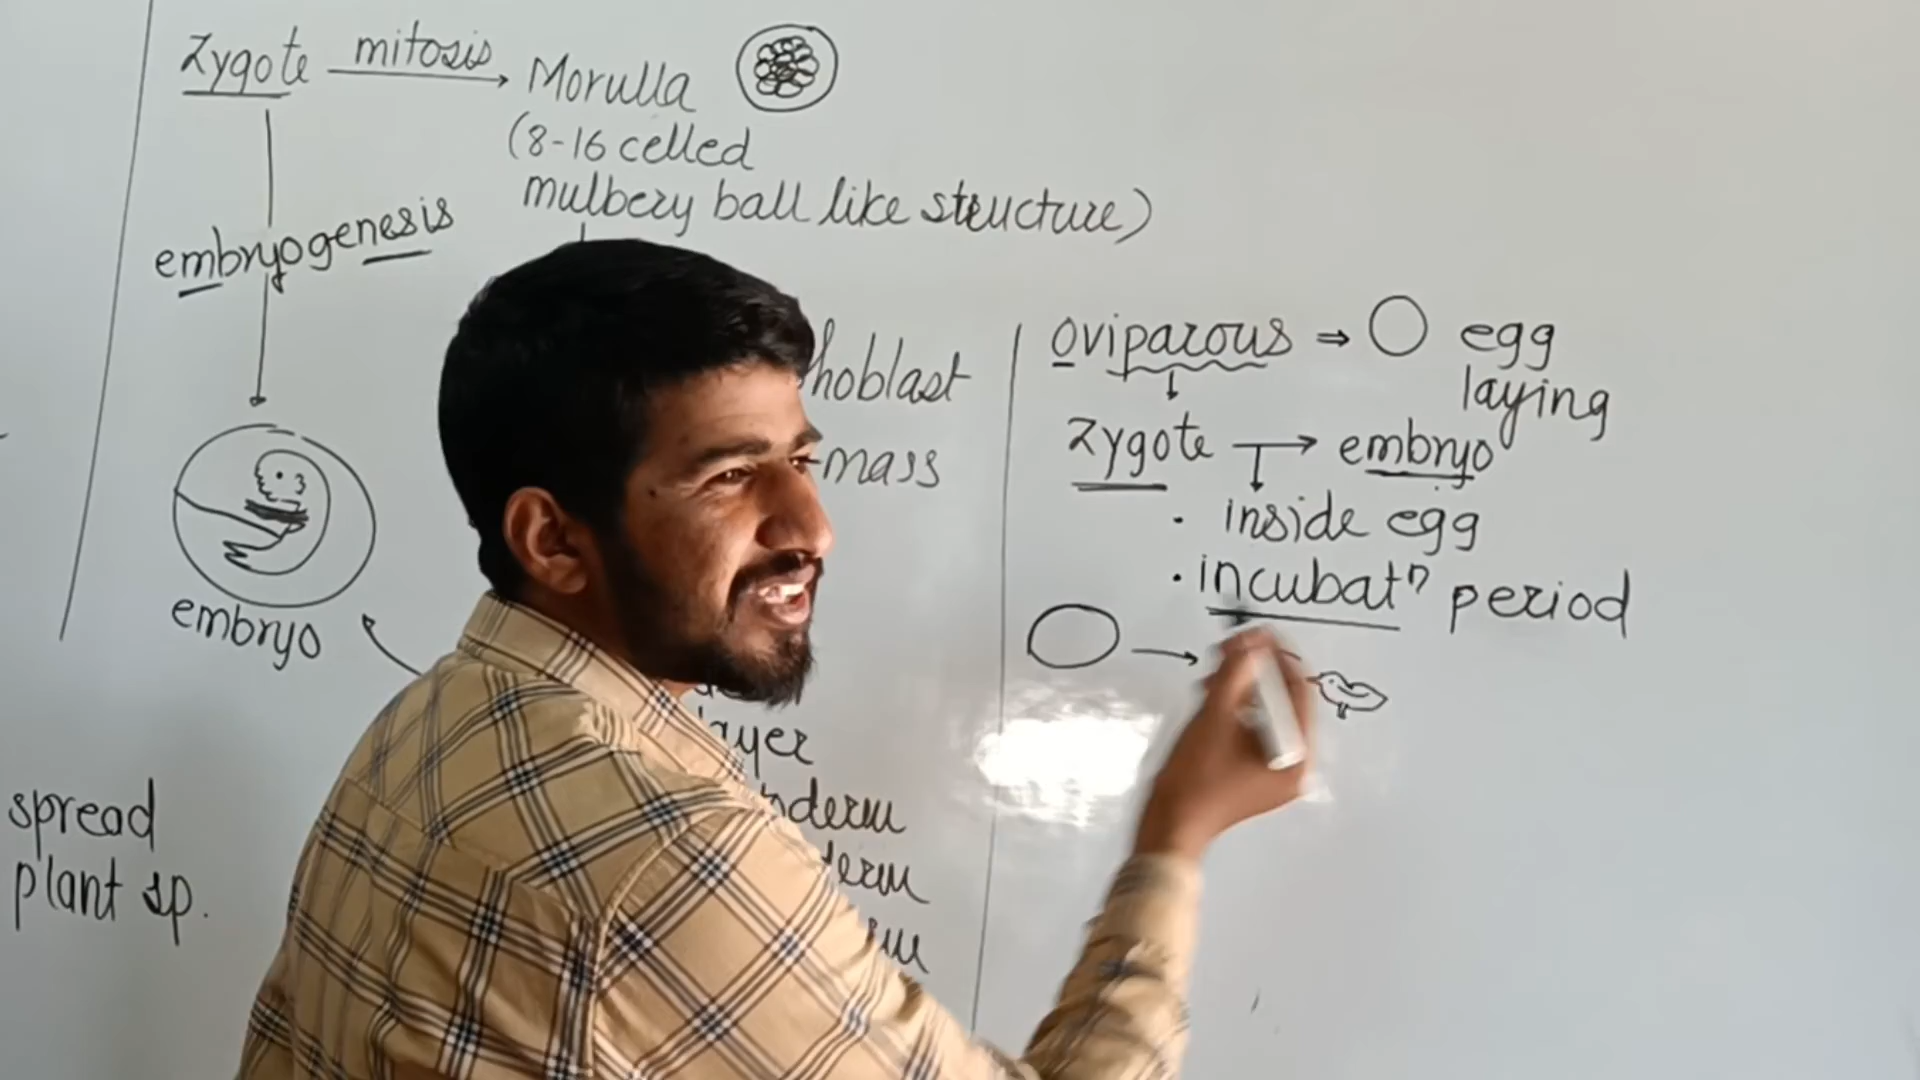 Zygote mitosis Morulla
(8-16 celled
mulbery ball like structure)
embryogenesis
embryo
hoblast
mass
ayer
derm
derm
spread
plant sp.
Oviparous ⇒ egg
laying
Zygote → embryo
· inside egg
· incubatⁿ period